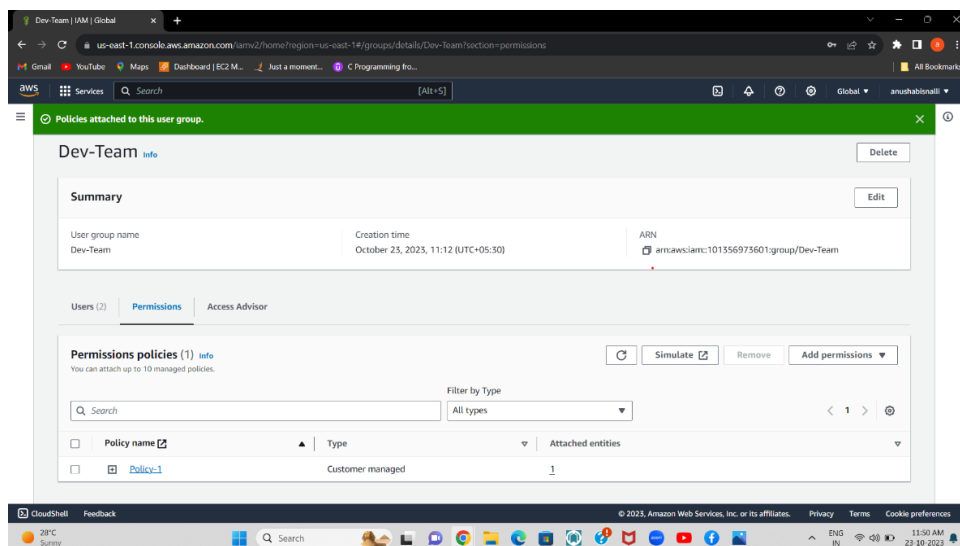 Dev-Team | IAM | Global
us-east-1.console.aws.amazon.com/iamv2/home?region=us-east-1#/groups/details/Dev-Team?section=permissions
Gmail YouTube Maps Dashboard | EC2 M... Just a moment... C Programming fro... All Bookmarks
aws Services Search [Alt+S] Global anushabisnalli
Policies attached to this user group.
Dev-Team Info Delete
Summary Edit
User group name Creation time ARN
Dev-Team October 23, 2023, 11:12 (UTC+05:30) arn:aws:iam::101356973601:group/Dev-Team
Users (2) Permissions Access Advisor
Permissions policies (1) Info Simulate Remove Add permissions
You can attach up to 10 managed policies.
Filter by Type
Search All types 1
Policy name Type Attached entities
Policy-1 Customer managed 1
CloudShell Feedback © 2023, Amazon Web Services, Inc. or its affiliates. Privacy Terms Cookie preferences
28°C Search ENG 11:50 AM
Sunny IN 23-10-2023